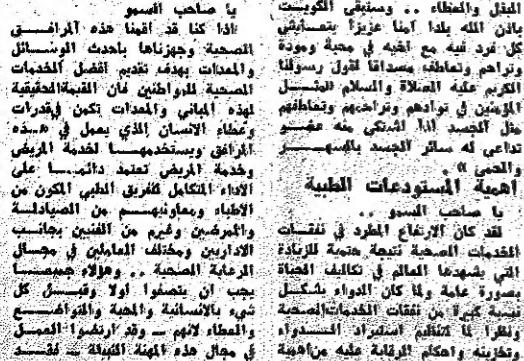 البذل والعطاء .. وستبقى الكويت
باذن الله بلدا آمنا عزيزا يتعايش
كل فرد فيه مع اخيه في محبة ومودة
وتراحم وتعاطف مصداقا لقول رسولنا
الكريم عليه الصلاة والسلام « مثل
المؤمنين في توادهم وتراحمهم وتعاطفهم
مثل الجسد اذا اشتكى منه عضو
تداعى له سائر الجسد بالسهر
والحمى » .
اهمية المستودعات الطبية
يا صاحب السمو ..
لقد كان الارتفاع المطرد في نفقات
الخدمات الصحية نتيجة حتمية للزيادة
التي يشهدها العالم في تكاليف الحياة
بصورة عامة ولما كان الدواء يشكل
نسبة كبيرة من نفقات الخدمات الصحية
ونظرا لما لتنظيم استيراد الدواء
وتخزينه واحكام الرقابة عليه من اهمية
يا صاحب السمو
اذا كنا قد اقمنا هذه المرافق
الصحية وجهزناها باحدث الوسائل
والمعدات بهدف تقديم افضل الخدمات
الصحية للمواطنين فان القيمة الحقيقية
لهذه المباني والمعدات تكمن في قدرات
وعطاء الانسان الذي يعمل في هذه
المرافق ويستخدمها لخدمة المريض
وخدمة المريض تعتمد دائما على
الاداء المتكامل للفريق الطبي المكون من
الاطباء ومعاونيهم من الصيادلة
والممرضين وغيرهم من الفنيين بجانب
الاداريين ومختلف العاملين في مجال
الرعاية الصحية .. وهؤلاء جميعا
يجب ان يتصفوا اولا وقبل كل
شيء بالانسانية والمحبة والتواضع
والعطاء لانهم — وقد ارتضوا العمل
في مجال هذه المهنة النبيلة — فقد